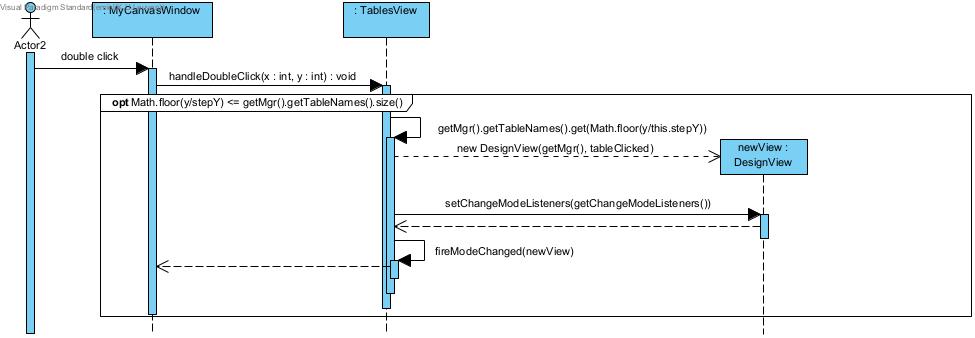 Visual Paradigm Standard
: MyCanvasWindow
: TablesView
Actor2
double click
handleDoubleClick(x : int, y : int) : void
opt Math.floor(y/stepY) <= getMgr().getTableNames().size()
getMgr().getTableNames().get(Math.floor(y/this.stepY))
new DesignView(getMgr(), tableClicked)
newView :
DesignView
setChangeModeListeners(getChangeModeListeners())
fireModeChanged(newView)